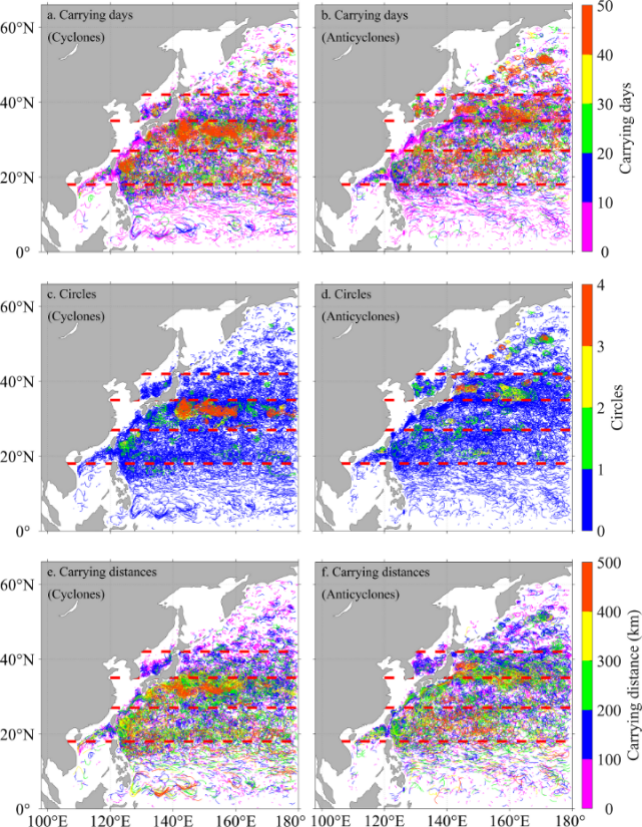 a. Carrying days
(Cyclones)
b. Carrying days
(Anticyclones)
60°N
40°N
20°N
0°
50
40
30
20
10
0
Carrying days
c. Circles
(Cyclones)
d. Circles
(Anticyclones)
60°N
40°N
20°N
0°
4
3
2
1
0
Circles
e. Carrying distances
(Cyclones)
f. Carrying distances
(Anticyclones)
60°N
40°N
20°N
0°
500
400
300
200
100
0
Carrying distance (km)
100°E 120°E 140°E 160°E 180° 100°E 120°E 140°E 160°E 180°